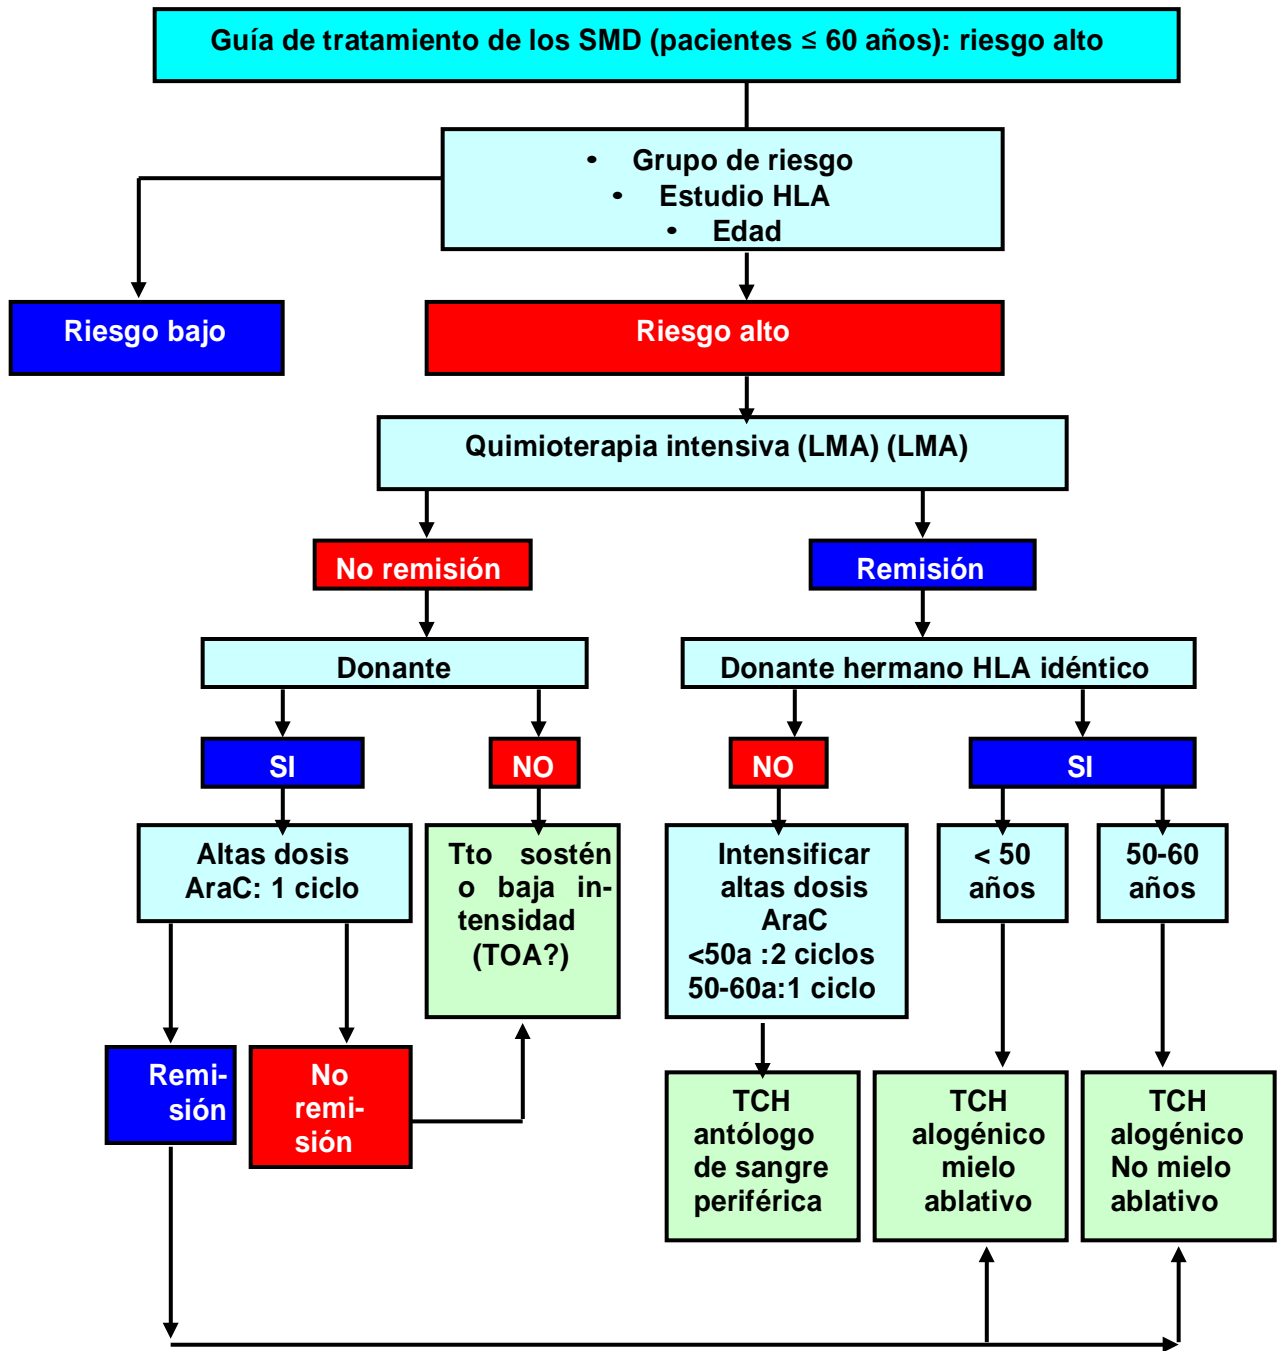 Guía de tratamiento de los SMD (pacientes ≤ 60 años): riesgo alto
• Grupo de riesgo
• Estudio HLA
• Edad
Riesgo bajo
Riesgo alto
Quimioterapia intensiva (LMA) (LMA)
No remisión
Remisión
Donante
Donante hermano HLA idéntico
SI
NO
NO
SI
Altas dosis
AraC: 1 ciclo
Tto sostén
o baja in-
tensidad
(TOA?)
Intensificar
altas dosis
AraC
<50a :2 ciclos
50-60a:1 ciclo
< 50
años
50-60
años
Remi-
sión
No
remi-
sión
TCH
antólogo
de sangre
periférica
TCH
alogénico
mielo
ablativo
TCH
alogénico
No mielo
ablativo